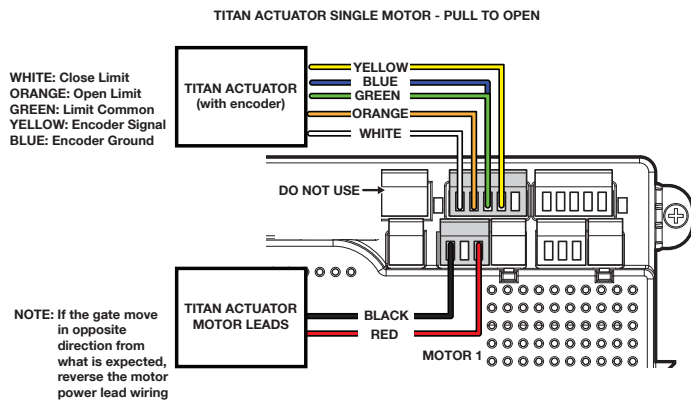 TITAN ACTUATOR SINGLE MOTOR - PULL TO OPEN
WHITE: Close Limit
ORANGE: Open Limit
GREEN: Limit Common
YELLOW: Encoder Signal
BLUE: Encoder Ground
TITAN ACTUATOR
(with encoder)
YELLOW
BLUE
GREEN
ORANGE
WHITE
DO NOT USE
TITAN ACTUATOR
MOTOR LEADS
BLACK
RED
MOTOR 1
NOTE: If the gate move
in opposite
direction from
what is expected,
reverse the motor
power lead wiring